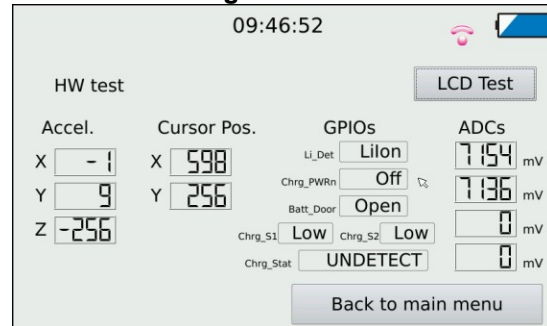 09:46:52
HW test
LCD Test
Accel. Cursor Pos. GPIOs ADCs
X -1 X 598 Li_Det LiIon 7154 mV
Y 9 Y 256 Chrg_PWRn Off 7136 mV
Z -256 Batt_Door Open 0 mV
Chrg_S1 Low Chrg_S2 Low
Chrg_Stat UNDETECT 0 mV
Back to main menu